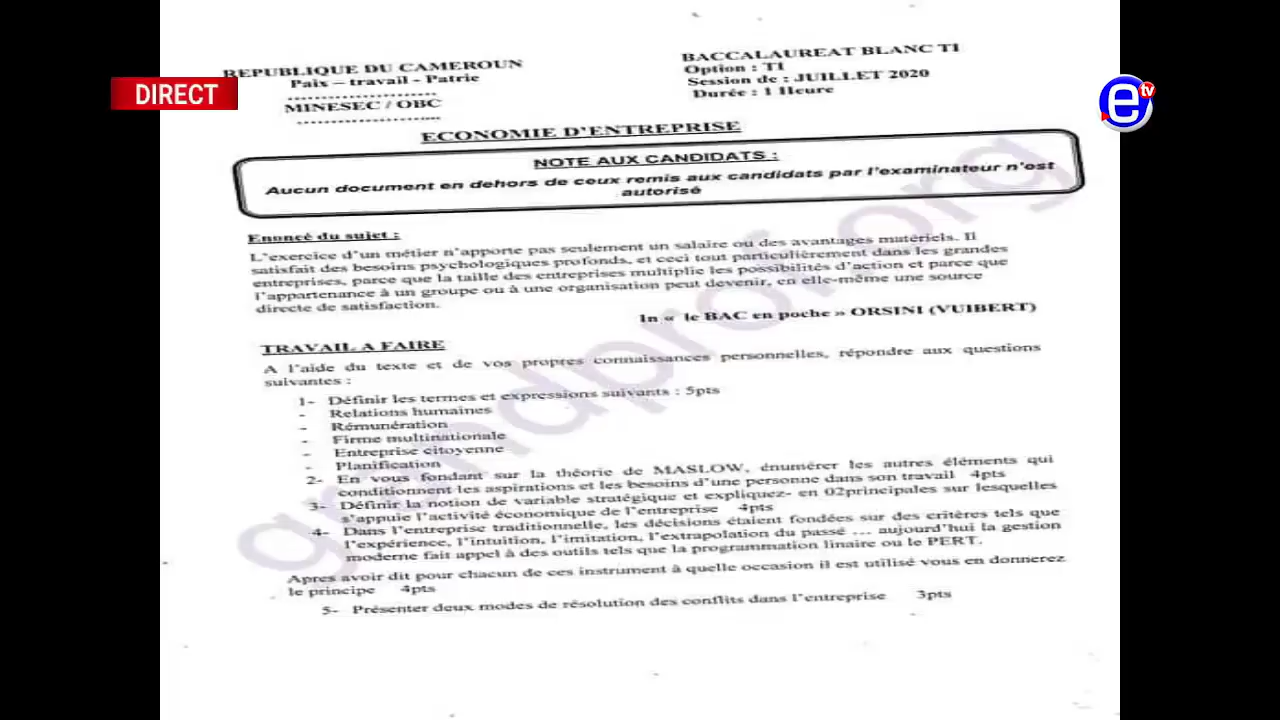 DIRECT
e tv
REPUBLIQUE DU CAMEROUN
Paix – travail - Patrie
........................
MINESEC / OBC
........................
BACCALAUREAT BLANC TI
Option : TI
Session de : JUILLET 2020
Durée : 1 Heure
ECONOMIE D'ENTREPRISE
NOTE AUX CANDIDATS :
Aucun document en dehors de ceux remis aux candidats par l'examinateur n'est
autorisé
Enoncé du sujet :
L'exercice d'un métier n'apporte pas seulement un salaire ou des avantages matériels. Il
satisfait des besoins psychologiques profonds, et ceci tout particulièrement dans les grandes
entreprises, parce que la taille des entreprises multiplie les possibilités d'action et parce que
l'appartenance à un groupe ou à une organisation peut devenir, en elle-même une source
directe de satisfaction.
In « le BAC en poche » ORSINI (VUIBERT)
TRAVAIL A FAIRE
A l'aide du texte et de vos propres connaissances personnelles, répondre aux questions
suivantes :
1- Définir les termes et expressions suivants : 5pts
- Relations humaines
- Rémunération
- Firme multinationale
- Entreprise citoyenne
- Planification
2- En vous fondant sur la théorie de MASLOW, énumérer les autres éléments qui
conditionnent les aspirations et les besoins d'une personne dans son travail 4pts
3- Définir la notion de variable stratégique et expliquez- en 02principales sur lesquelles
s'appuie l'activité économique de l'entreprise 4pts
4- Dans l'entreprise traditionnelle, les décisions étaient fondées sur des critères tels que
l'expérience, l'intuition, l'imitation, l'extrapolation du passé ... aujourd'hui la gestion
moderne fait appel à des outils tels que la programmation linaire ou le PERT.
Apres avoir dit pour chacun de ces instrument à quelle occasion il est utilisé vous en donnerez
le principe 4pts
5- Présenter deux modes de résolution des conflits dans l'entreprise 3pts
grandprof.org